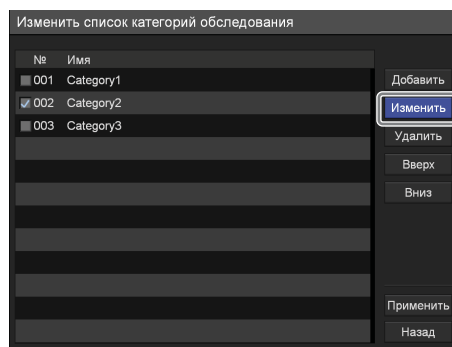 Изменить список категорий обследования
№ Имя
001 Category1
002 Category2
003 Category3
Добавить
Изменить
Удалить
Вверх
Вниз
Применить
Назад